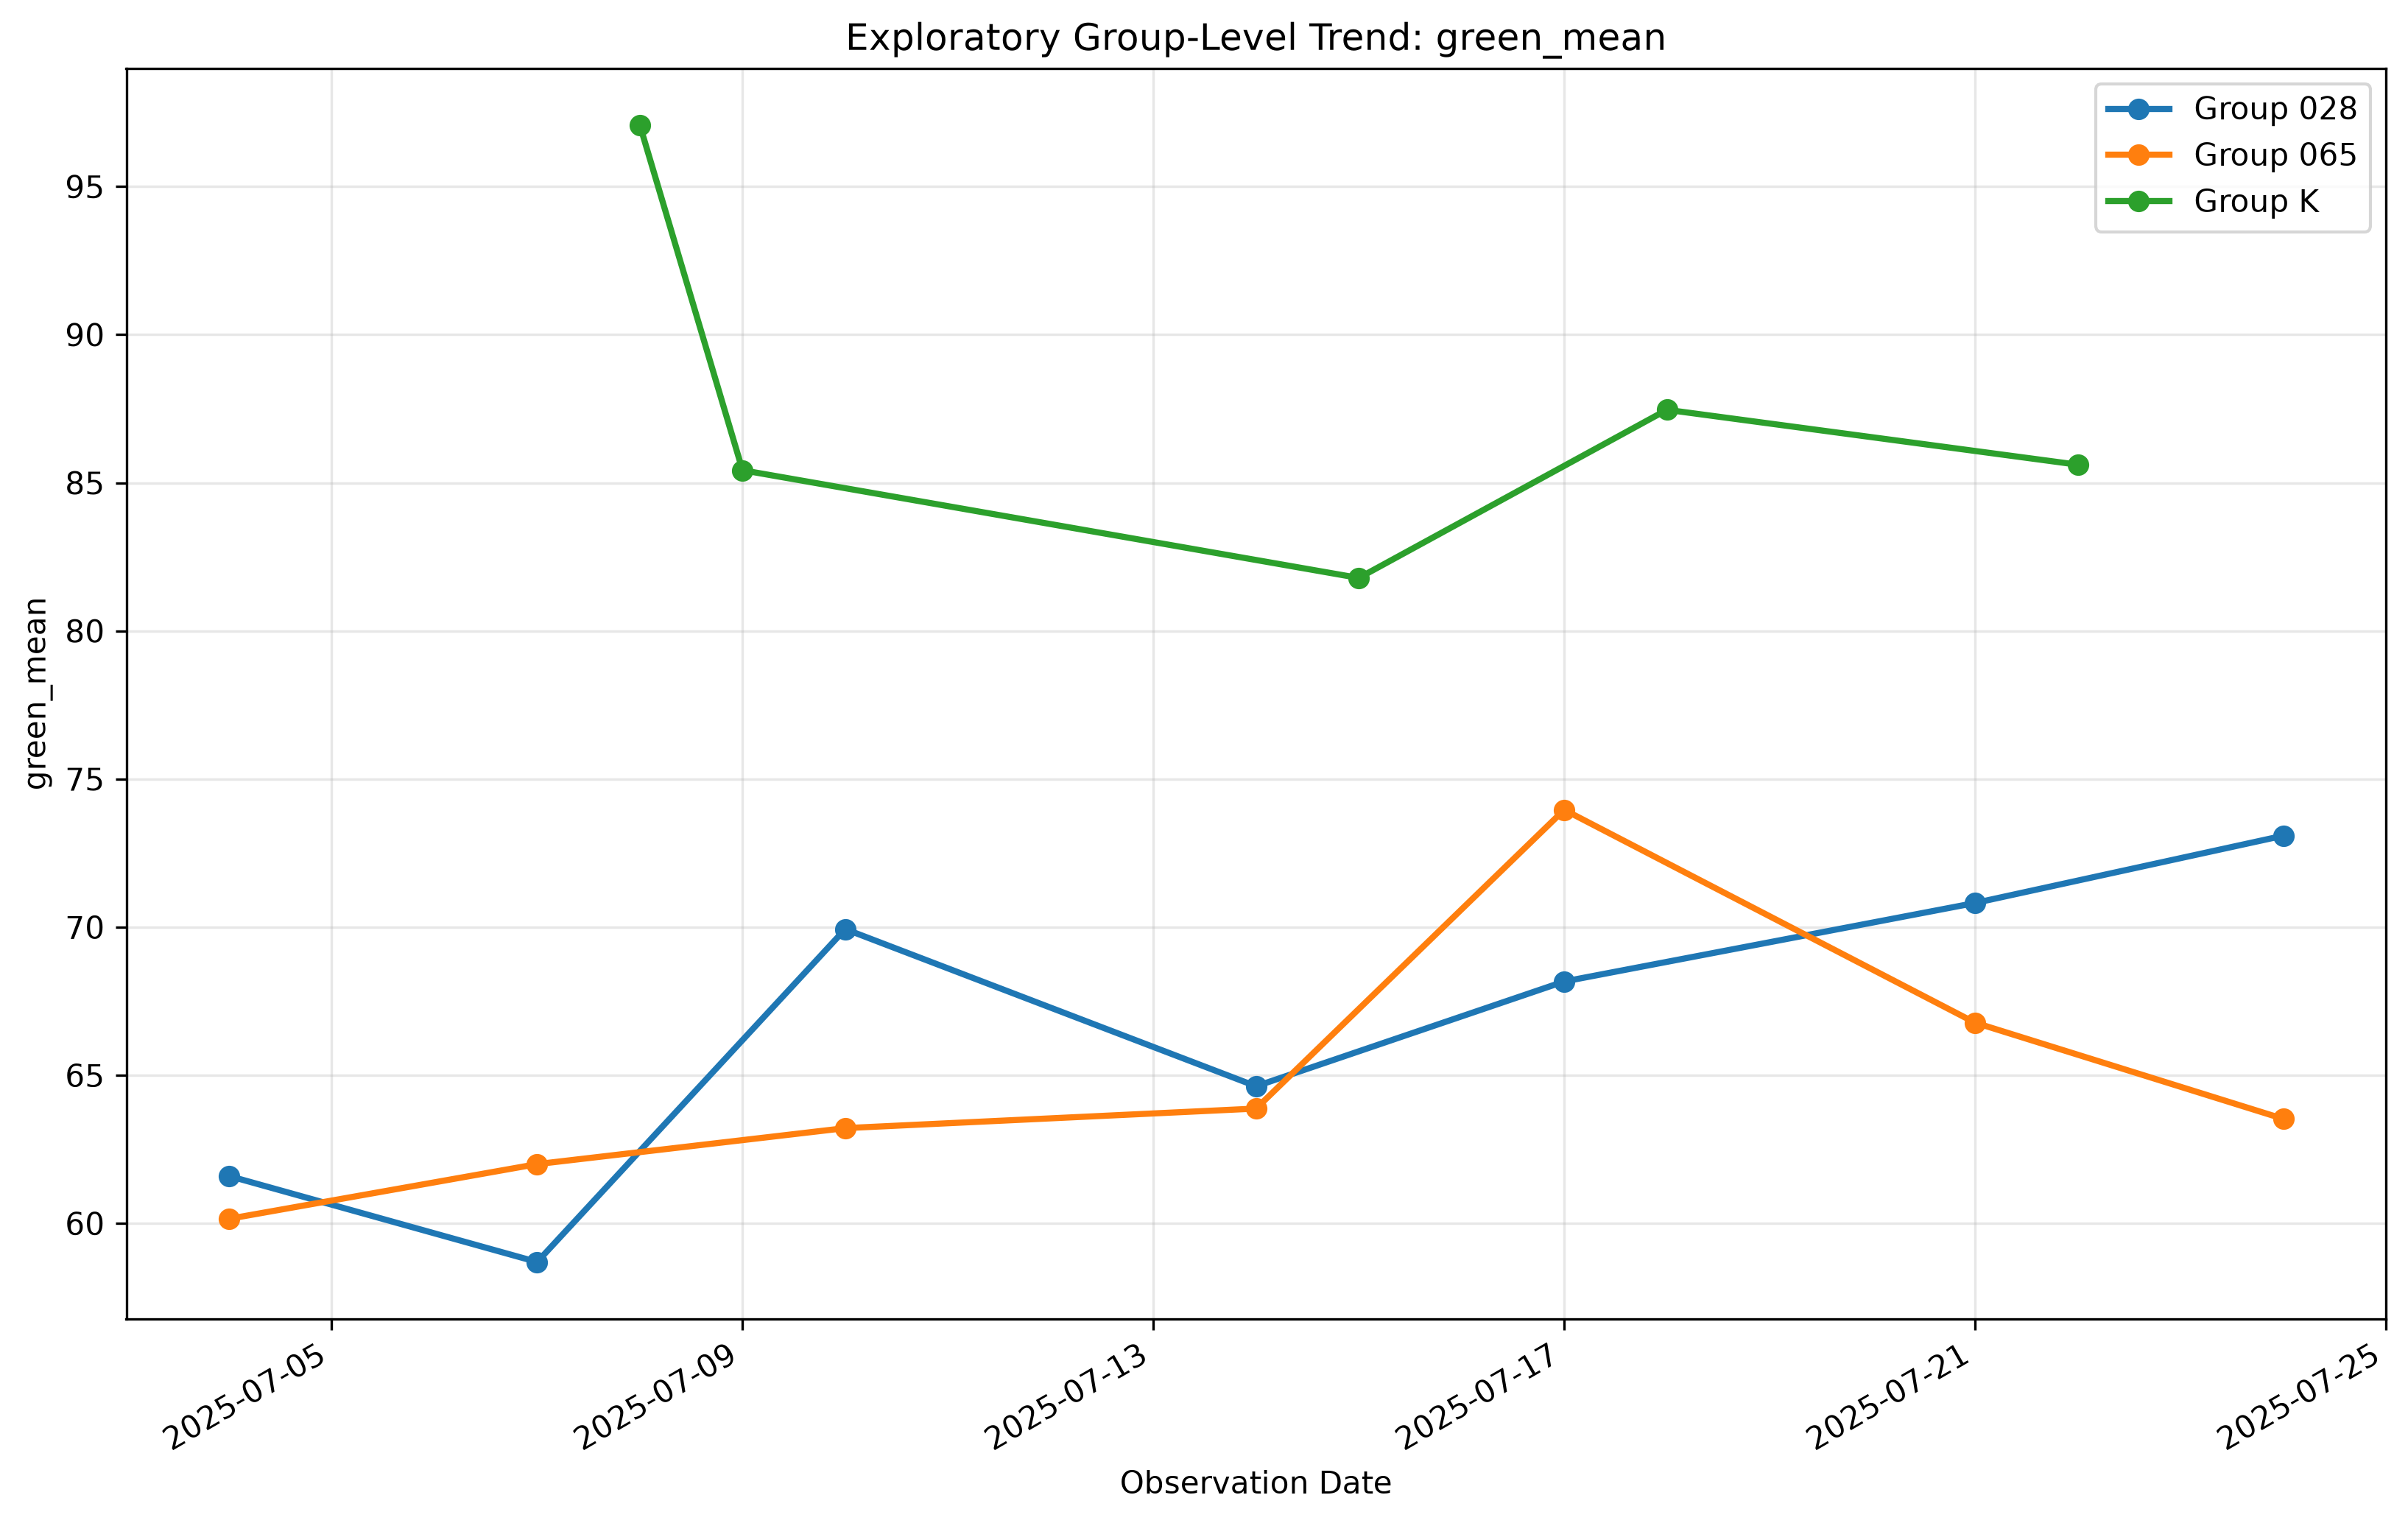 Exploratory Group-Level Trend: green_mean
Group 028
Group 065
Group K
95
90
85
80
75
70
65
60
green_mean
2025-07-05
2025-07-09
2025-07-13
2025-07-17
2025-07-21
2025-07-25
Observation Date